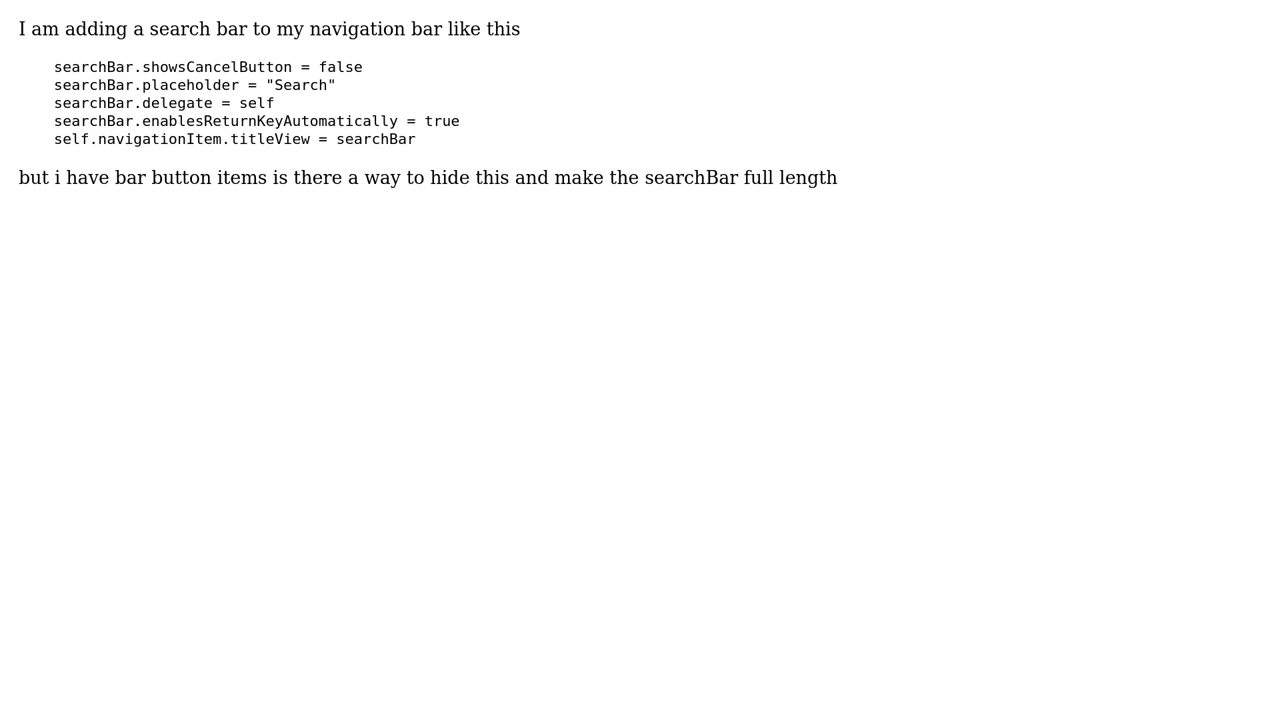 I am adding a search bar to my navigation bar like this
searchBar.showsCancelButton = false
searchBar.placeholder = "Search"
searchBar.delegate = self
searchBar.enablesReturnKeyAutomatically = true
self.navigationItem.titleView = searchBar
but i have bar button items is there a way to hide this and make the searchBar full length